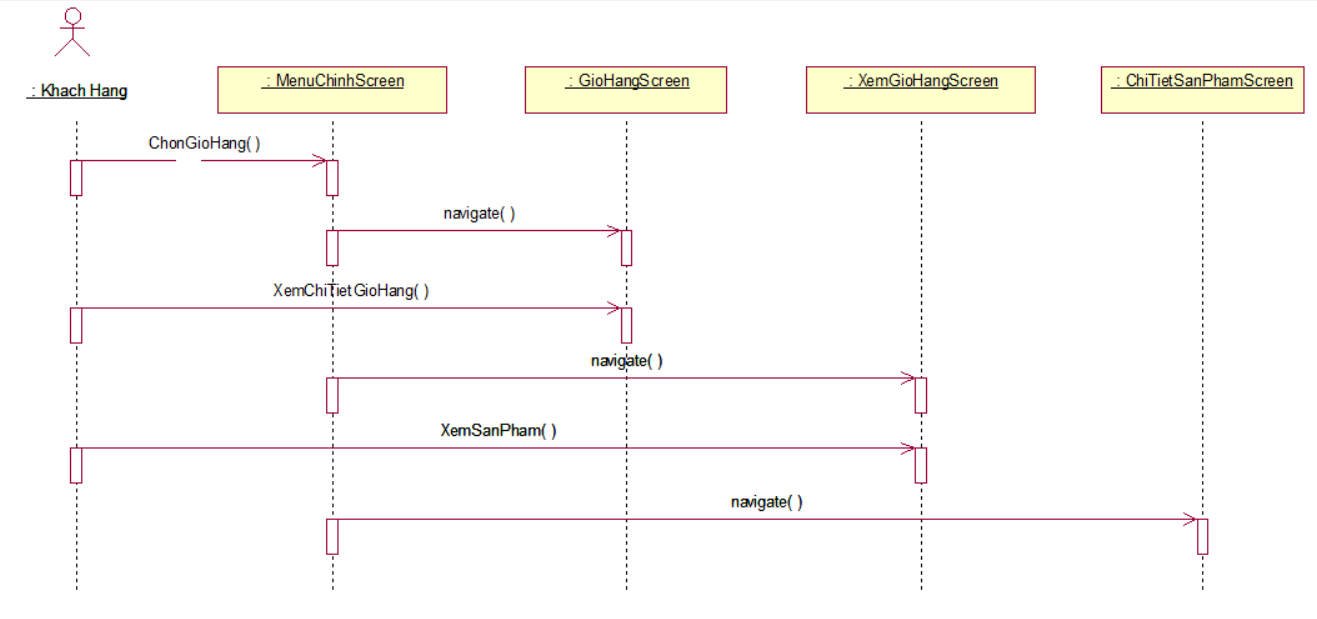 : Khach Hang
: MenuChinhScreen
: GioHangScreen
: XemGioHangScreen
: ChiTietSanPhamScreen
ChonGioHang( )
navigate( )
XemChiTietGioHang( )
navigate( )
XemSanPham( )
navigate( )